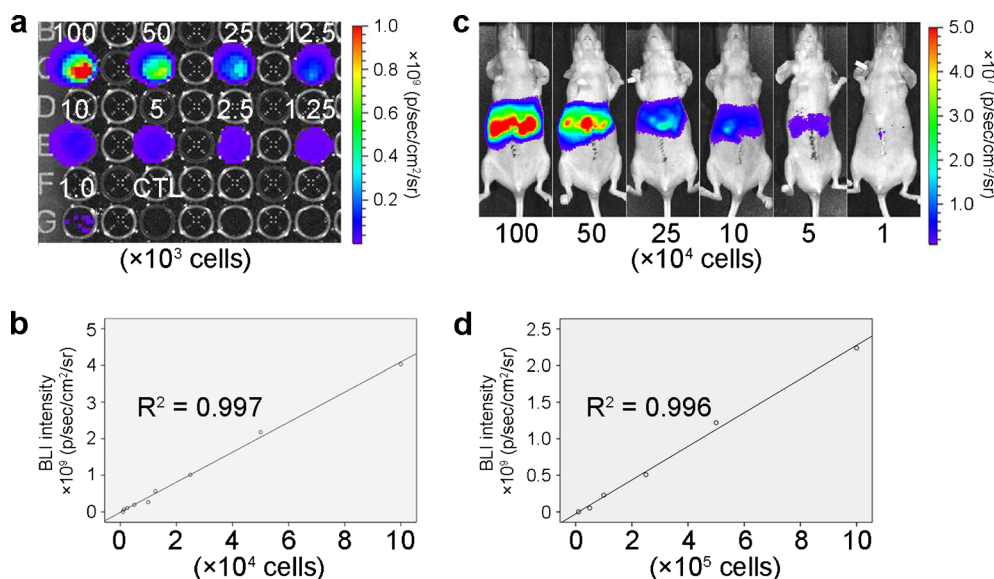 a
B
100 50 25 12.5
C
D
10 5 2.5 1.25
E
F
1.0 CTL
G
(×10³ cells)
1.0
0.8
0.6
0.4
0.2
×10⁹ (p/sec/cm²/sr)
c
100 50 25 10 5 1
(×10⁴ cells)
5.0
4.0
3.0
2.0
1.0
×10⁷ (p/sec/cm²/sr)
b
BLI intensity
×10⁹ (p/sec/cm²/sr)
5
4
3
2
1
0
R² = 0.997
0 2 4 6 8 10
(×10⁴ cells)
d
BLI intensity
×10⁹ (p/sec/cm²/sr)
2.5
2.0
1.5
1.0
0.5
0.0
R² = 0.996
0 2 4 6 8 10
(×10⁵ cells)